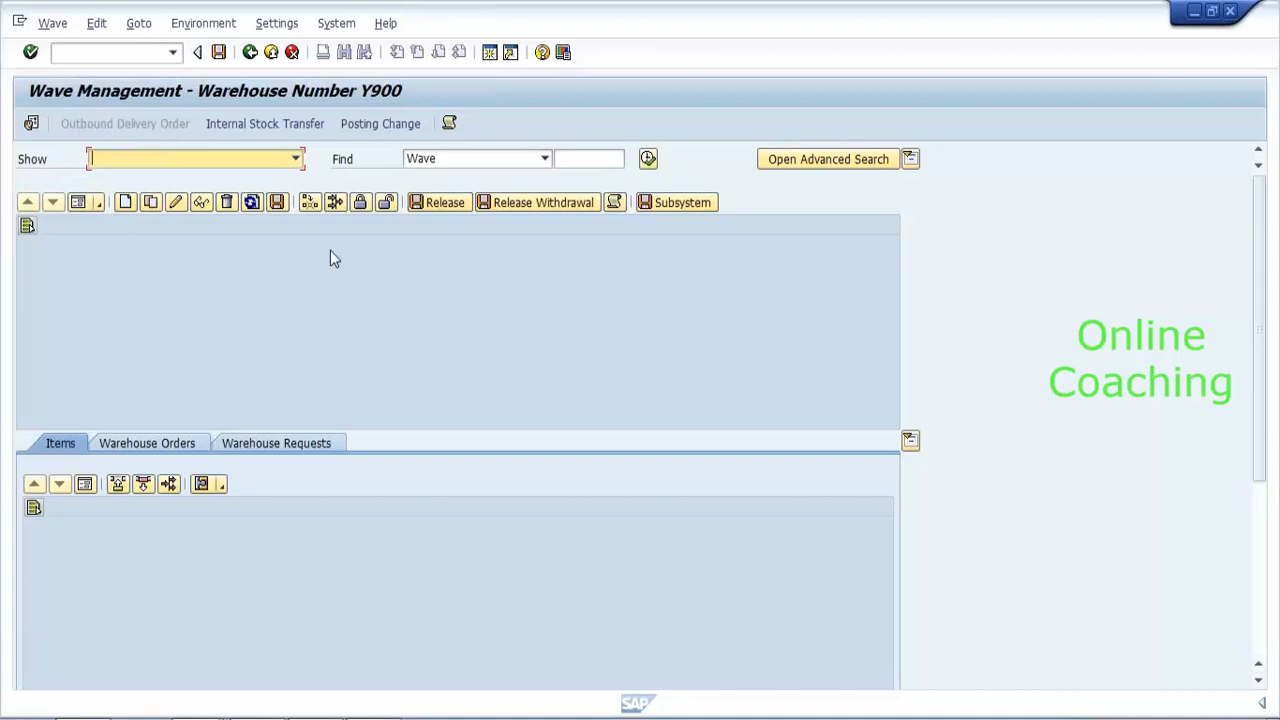 Wave Edit Goto Environment Settings System Help
Wave Management - Warehouse Number Y900
Outbound Delivery Order Internal Stock Transfer Posting Change
Show Find Wave Open Advanced Search
Release Release Withdrawal Subsystem
Online
Coaching
Items Warehouse Orders Warehouse Requests
SAP